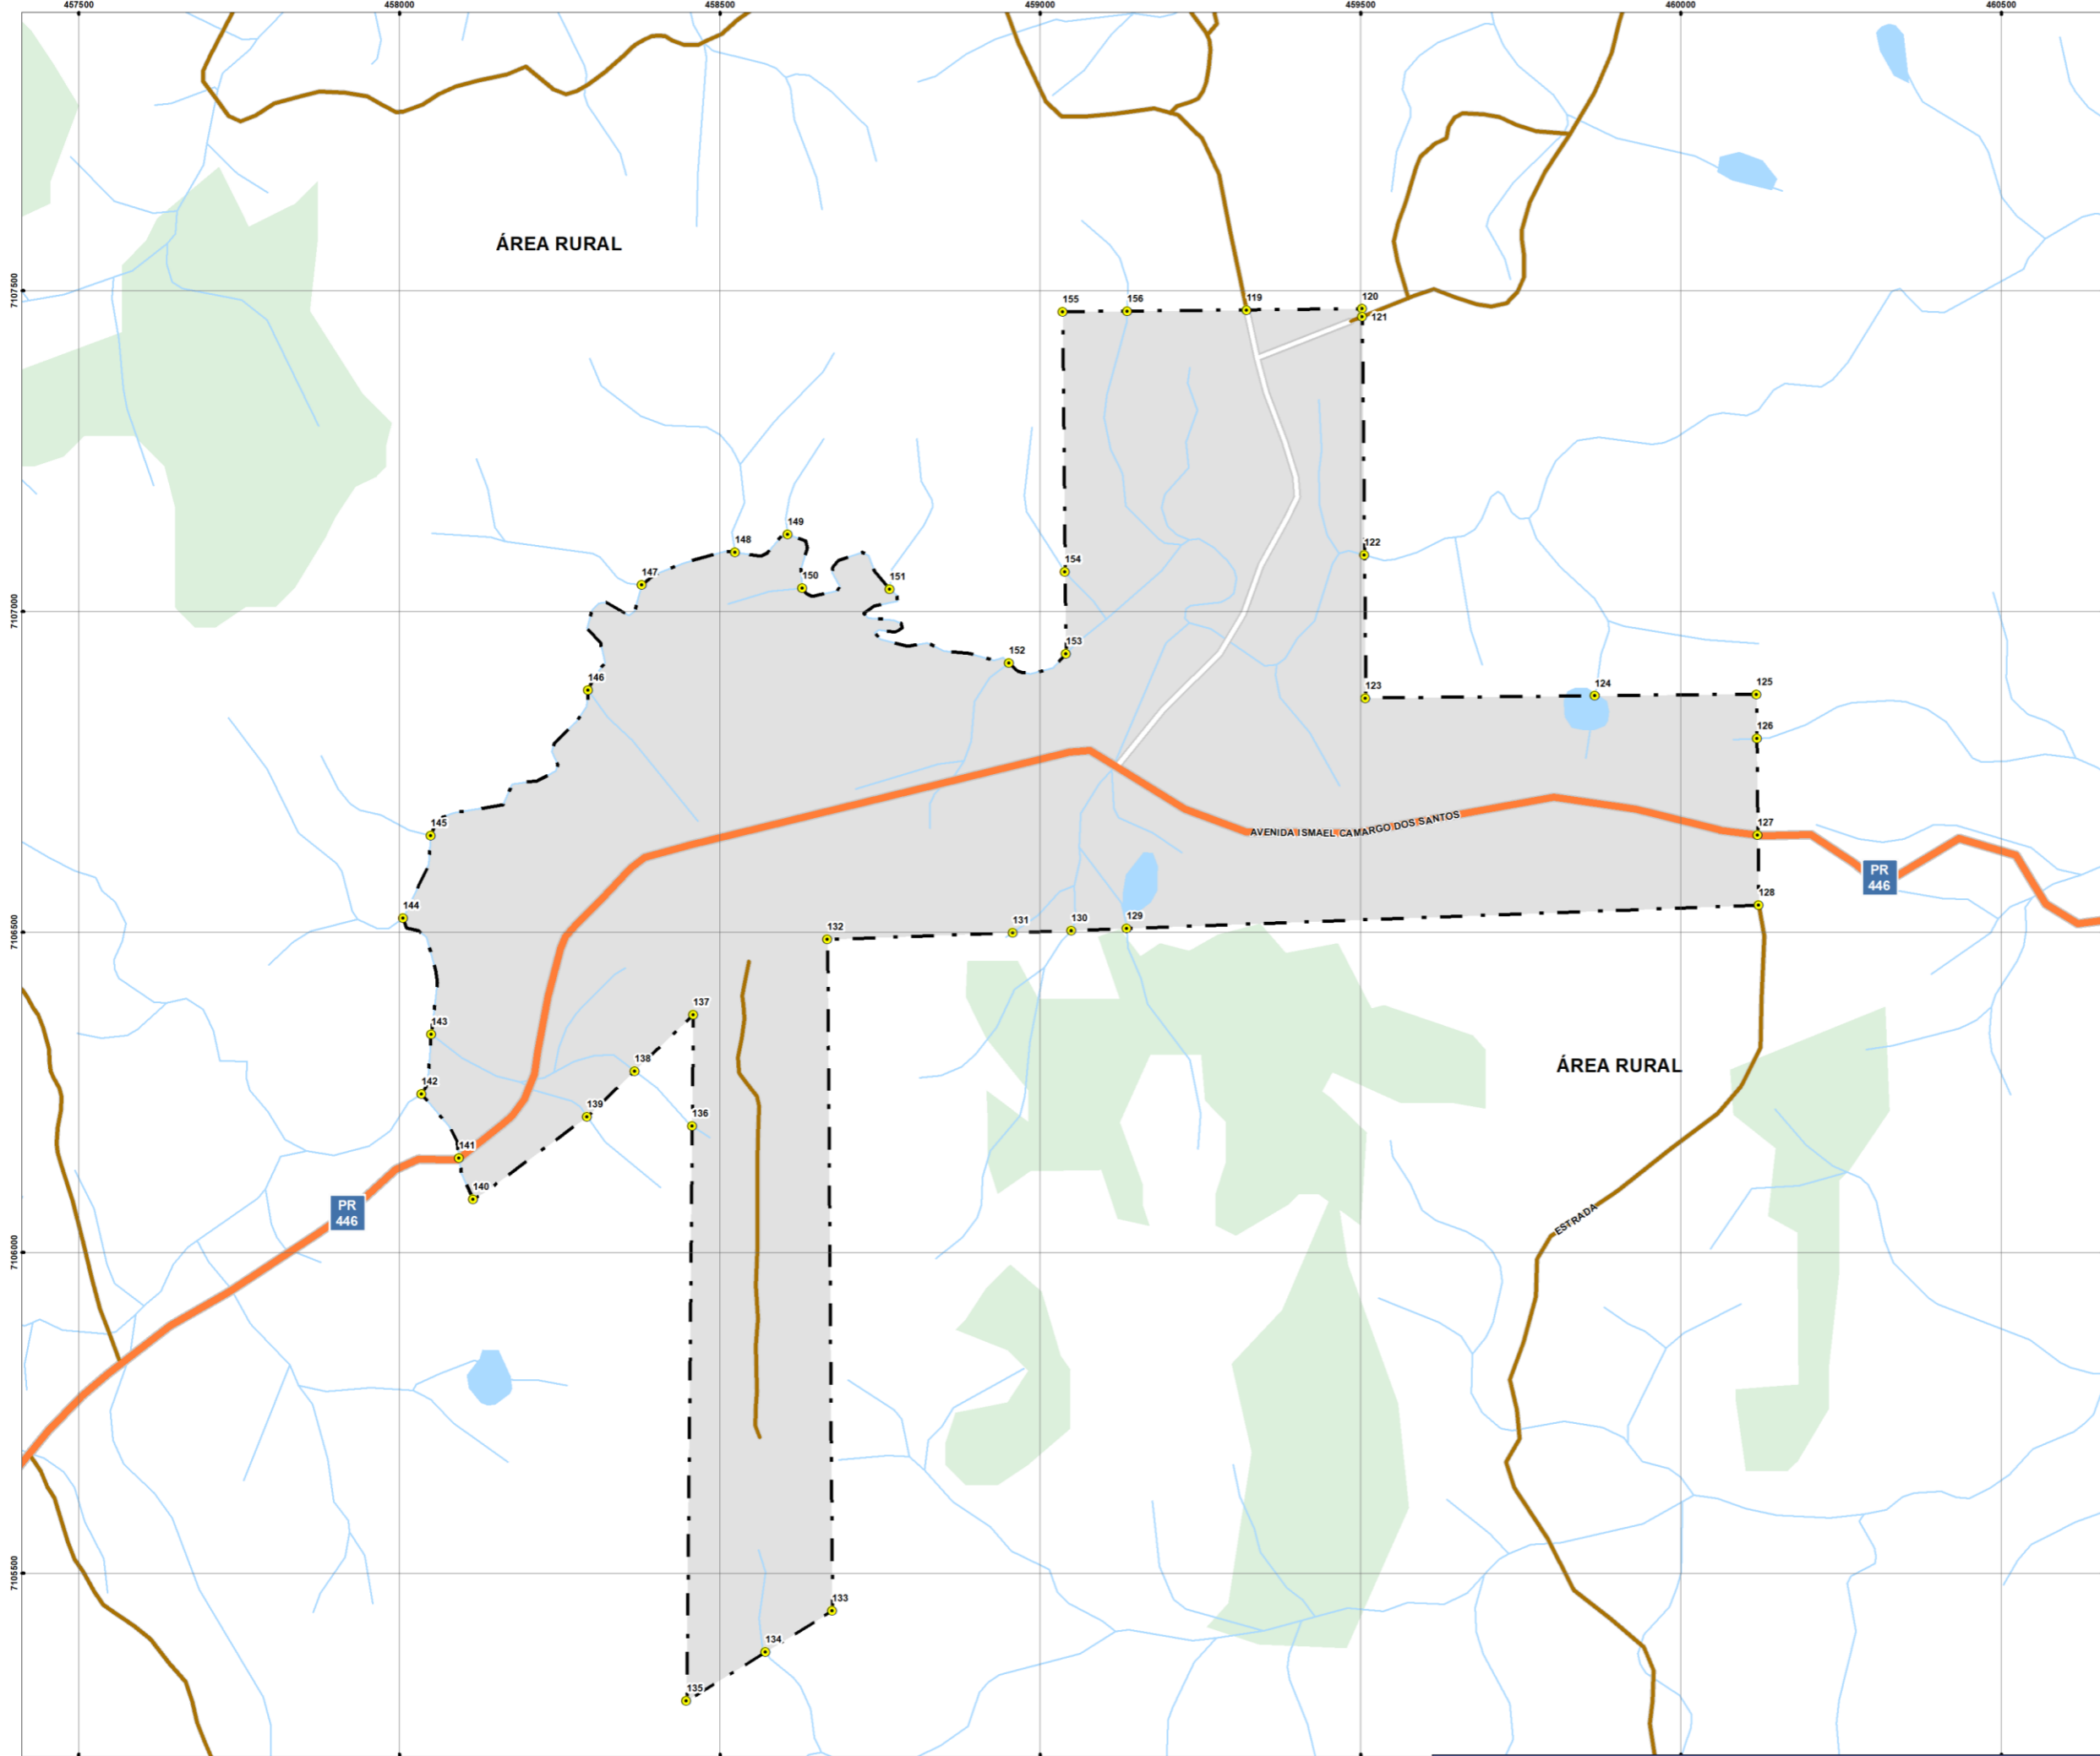 457500 458000 458500 459000 459500 460000 460500
ÁREA RURAL
7107500
155 156 119 120
121
149
148 122
154
147 150 151
7107000
152 153
146 123 124 125
126
145 127
AVENIDA ISMAEL CAMARGO DOS SANTOS
PR
446
128
144 132 131 130 129
7106500
137
143
138 ÁREA RURAL
142 139 136
141
140
PR
446
ESTRADA
7106000
7105500
133
134
135